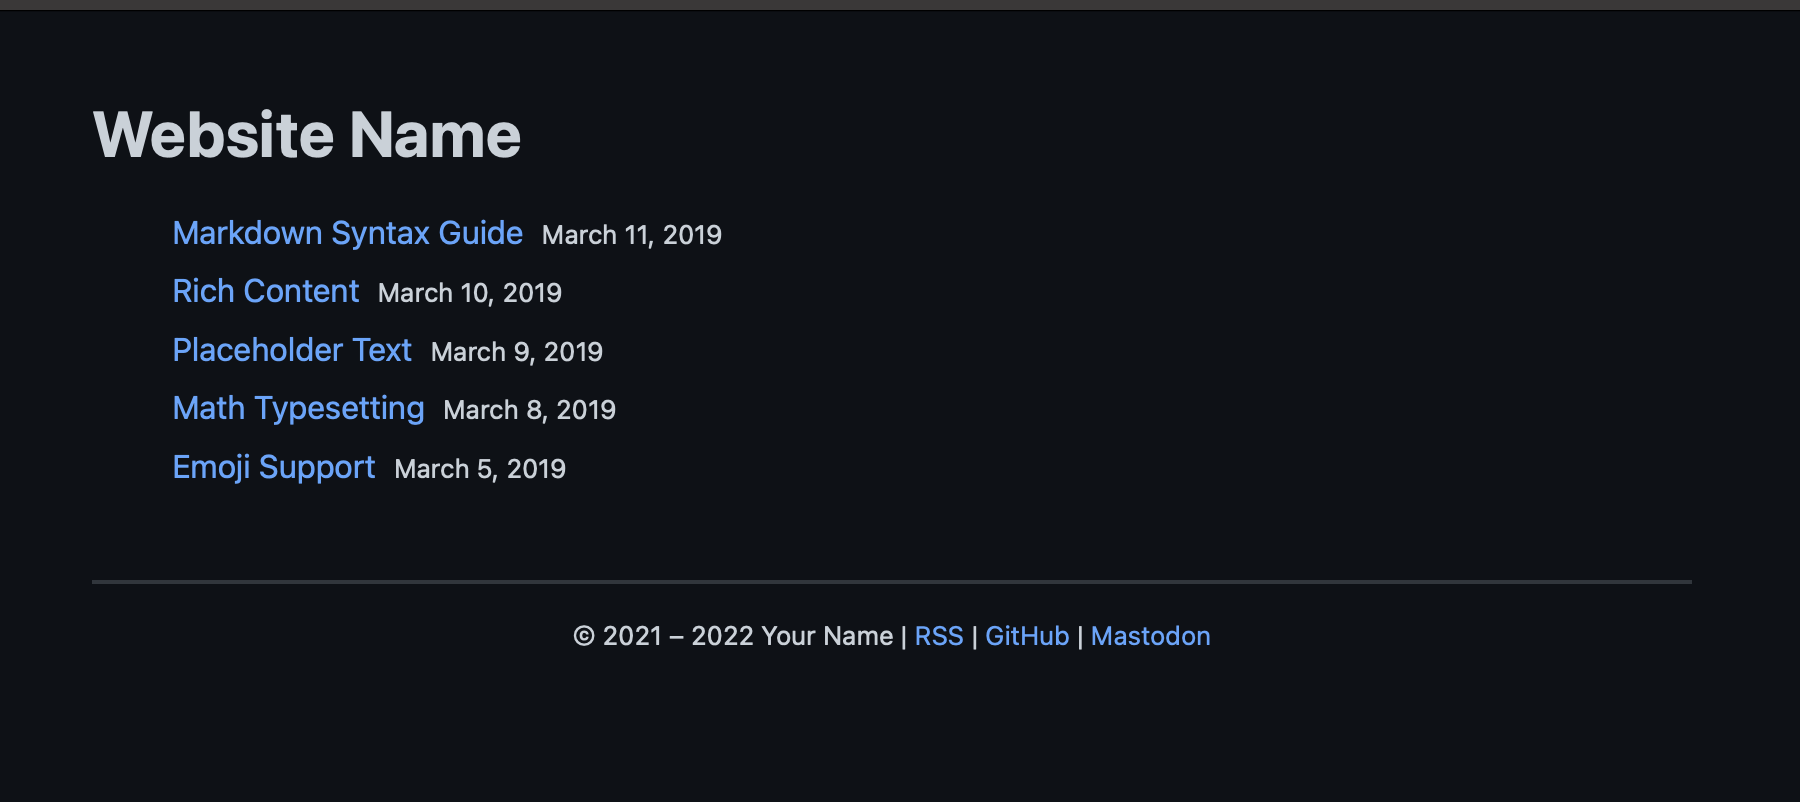 Website Name
Markdown Syntax Guide March 11, 2019
Rich Content March 10, 2019
Placeholder Text March 9, 2019
Math Typesetting March 8, 2019
Emoji Support March 5, 2019
© 2021 – 2022 Your Name | RSS | GitHub | Mastodon